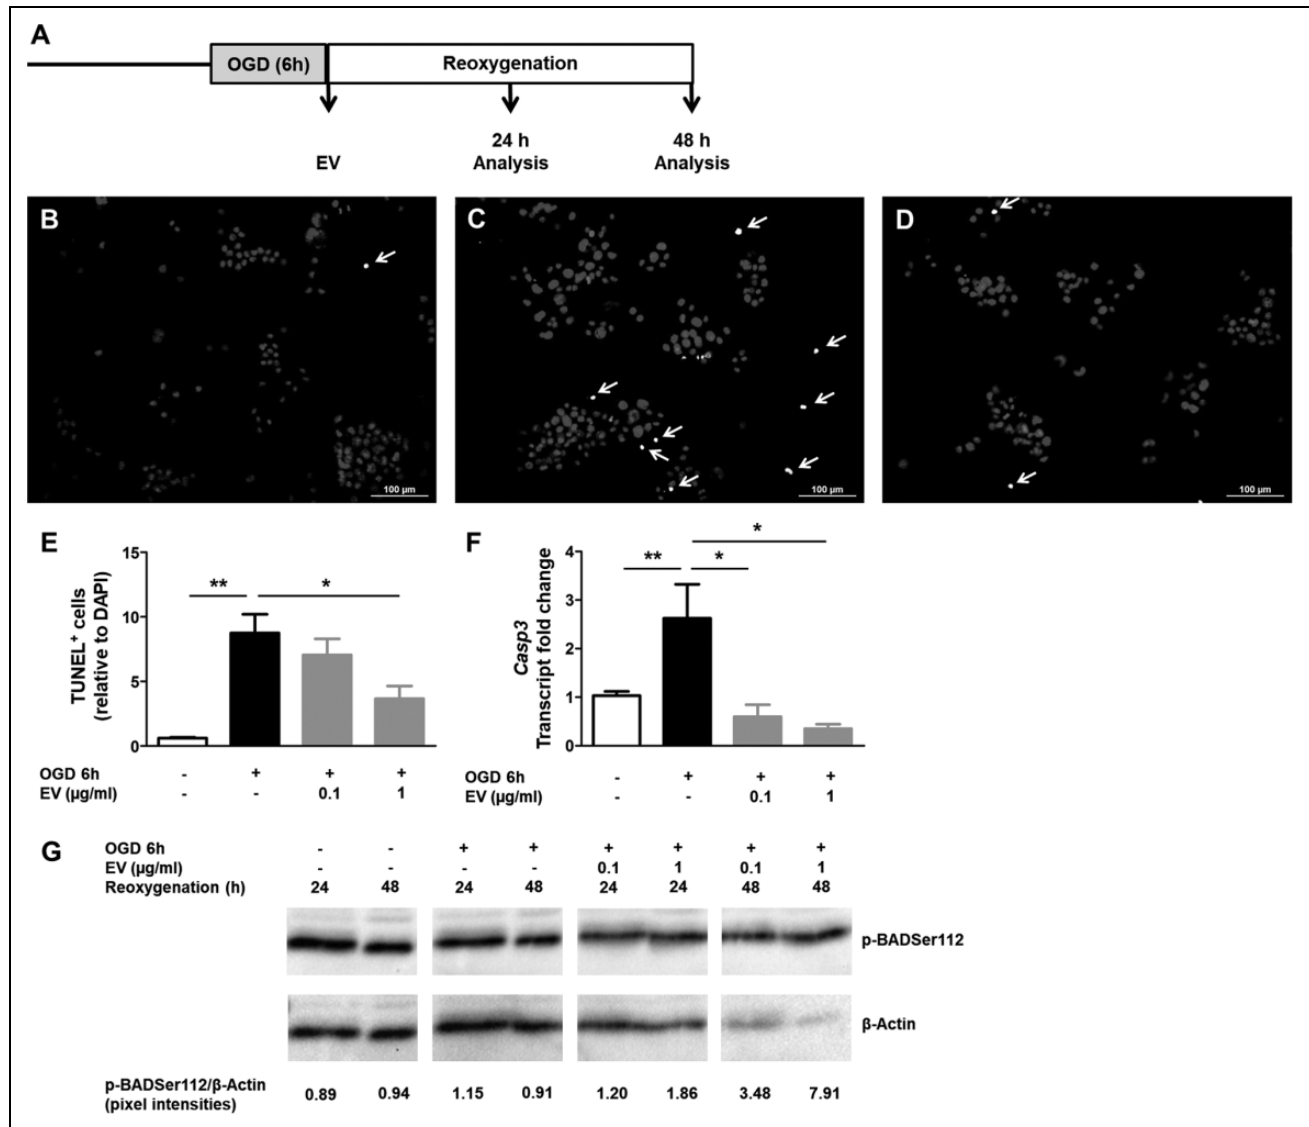 A
OGD (6h)
Reoxygenation
EV
24 h
Analysis
48 h
Analysis
B
100 µm
C
100 µm
D
100 µm
E
TUNEL⁺ cells
(relative to DAPI)
15
10
5
0
**
*
OGD 6h - + + +
EV (µg/ml) - - 0.1 1
F
Casp3
Transcript fold change
4
3
2
1
0
**
*
*
OGD 6h - + + +
EV (µg/ml) - - 0.1 1
G
OGD 6h - - + + + + + +
EV (µg/ml) - - - - 0.1 1 0.1 1
Reoxygenation (h) 24 48 24 48 24 24 48 48
p-BADSer112
β-Actin
p-BADSer112/β-Actin
(pixel intensities)
0.89 0.94 1.15 0.91 1.20 1.86 3.48 7.91